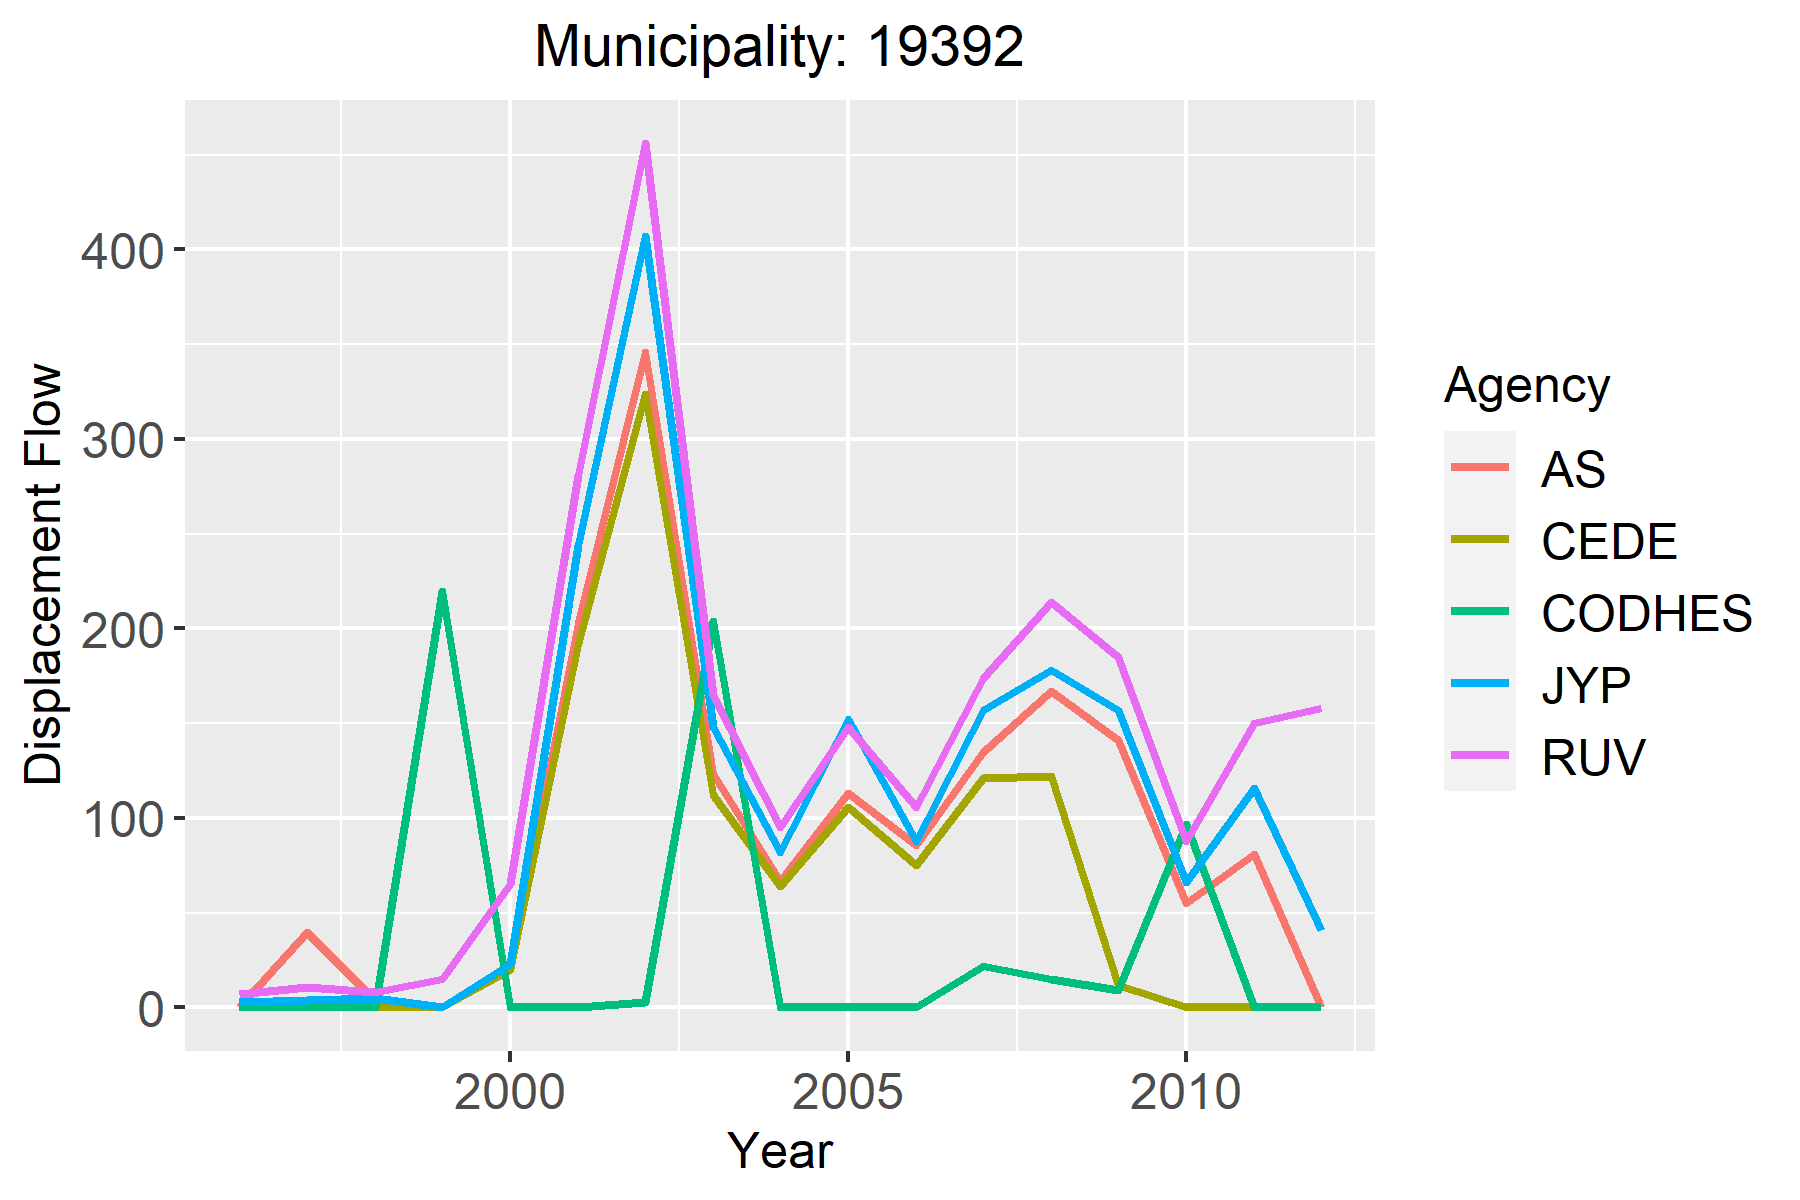 Municipality: 19392
Displacement Flow
400
300
200
100
0
2000
2005
2010
Year
Agency
AS
CEDE
CODHES
JYP
RUV